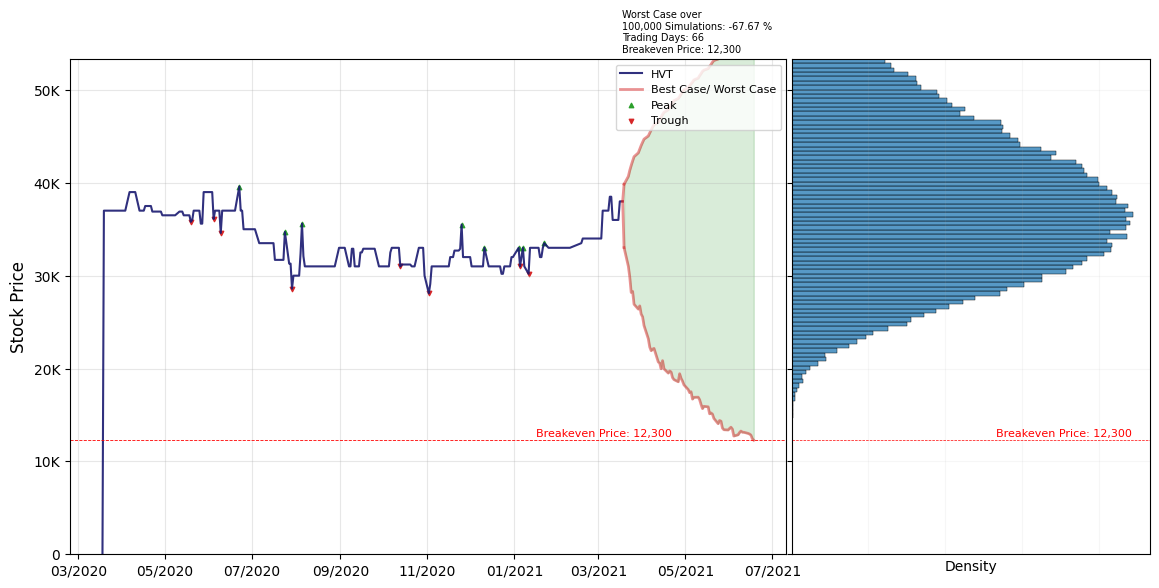 Worst Case over
100,000 Simulations: -67.67 %
Trading Days: 66
Breakeven Price: 12,300
HVT
Best Case/ Worst Case
Peak
Trough
50K
40K
30K
20K
10K
0
Stock Price
Breakeven Price: 12,300
Breakeven Price: 12,300
03/2020
05/2020
07/2020
09/2020
11/2020
01/2021
03/2021
05/2021
07/2021
Density